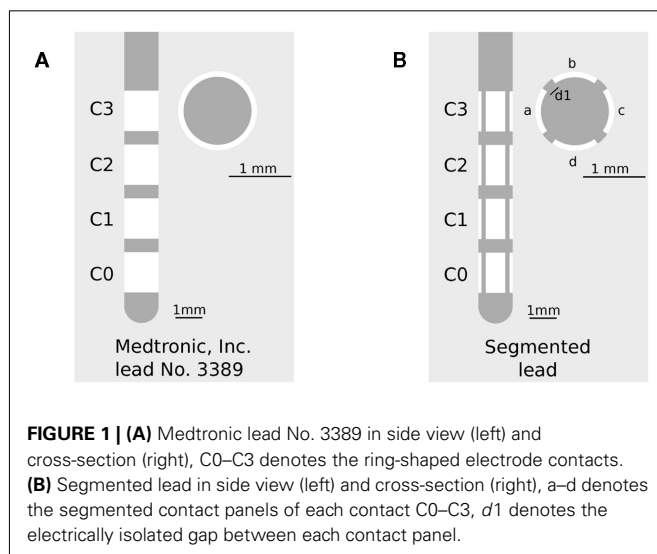 A
C3
C2
C1
C0
1 mm
1mm
Medtronic, Inc.
lead No. 3389
B
C3
C2
C1
C0
b
d1
a
c
d
1 mm
1mm
Segmented
lead
FIGURE 1 | (A) Medtronic lead No. 3389 in side view (left) and
cross-section (right), C0–C3 denotes the ring-shaped electrode contacts.
(B) Segmented lead in side view (left) and cross-section (right), a–d denotes
the segmented contact panels of each contact C0–C3, d1 denotes the
electrically isolated gap between each contact panel.